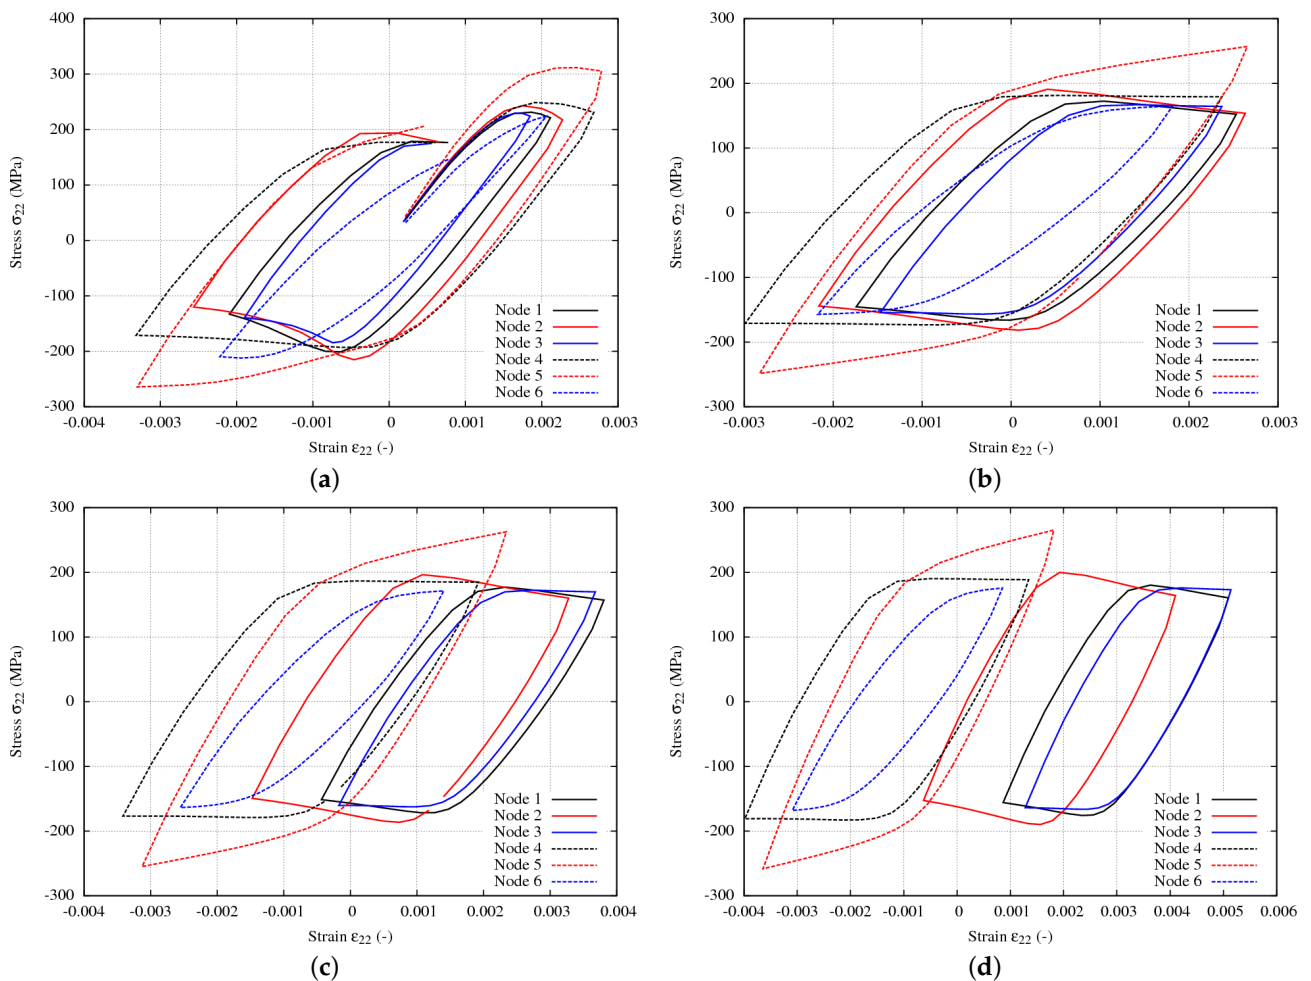 400
300
200
100
0
-100
-200
-300
-0.004
-0.003
-0.002
-0.001
0
0.001
0.002
0.003
Stress σ22 (MPa)
Strain ε22 (-)
Node 1
Node 2
Node 3
Node 4
Node 5
Node 6
(a)
300
200
100
0
-100
-200
-300
-0.003
-0.002
-0.001
0
0.001
0.002
0.003
Stress σ22 (MPa)
Strain ε22 (-)
Node 1
Node 2
Node 3
Node 4
Node 5
Node 6
(b)
300
200
100
0
-100
-200
-300
-0.004
-0.003
-0.002
-0.001
0
0.001
0.002
0.003
0.004
Stress σ22 (MPa)
Strain ε22 (-)
Node 1
Node 2
Node 3
Node 4
Node 5
Node 6
(c)
300
200
100
0
-100
-200
-300
-0.004
-0.003
-0.002
-0.001
0
0.001
0.002
0.003
0.004
0.005
0.006
Stress σ22 (MPa)
Strain ε22 (-)
Node 1
Node 2
Node 3
Node 4
Node 5
Node 6
(d)